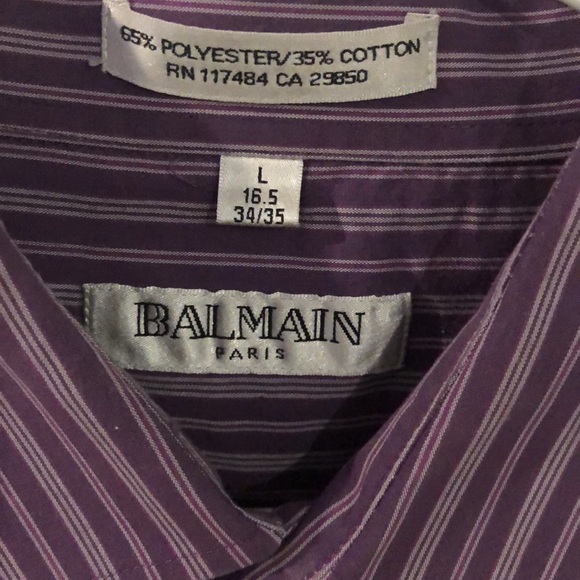 65% POLYESTER/35% COTTON
RN 117484 CA 29850
L
16.5
34/35
BALMAIN
PARIS